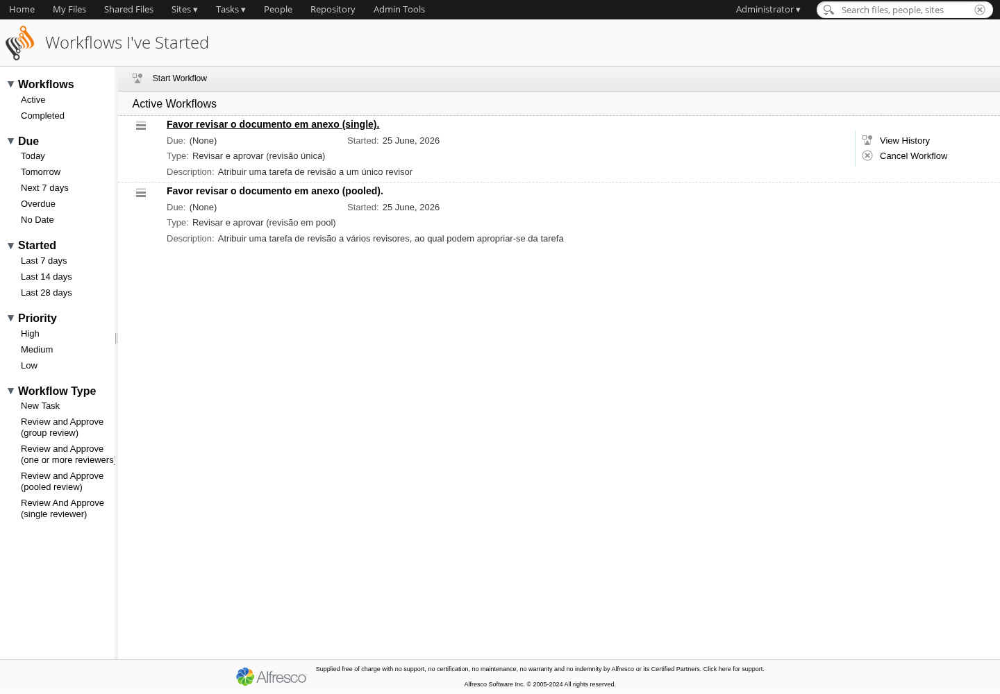 Home My Files Shared Files Sites ▾ Tasks ▾ People Repository Admin Tools Administrator ▾ Search files, people, sites
Workflows I've Started
Workflows
Active
Completed
Due
Today
Tomorrow
Next 7 days
Overdue
No Date
Started
Last 7 days
Last 14 days
Last 28 days
Priority
High
Medium
Low
Workflow Type
New Task
Review and Approve
(group review)
Review and Approve
(one or more reviewers)
Review and Approve
(pooled review)
Review And Approve
(single reviewer)
Start Workflow
Active Workflows
Favor revisar o documento em anexo (single).
Due: (None) Started: 25 June, 2026
Type: Revisar e aprovar (revisão única)
Description: Atribuir uma tarefa de revisão a um único revisor
View History
Cancel Workflow
Favor revisar o documento em anexo (pooled).
Due: (None) Started: 25 June, 2026
Type: Revisar e aprovar (revisão em pool)
Description: Atribuir uma tarefa de revisão a vários revisores, ao qual podem apropriar-se da tarefa
Alfresco
Supplied free of charge with no support, no certification, no maintenance, no warranty and no indemnity by Alfresco or its Certified Partners. Click here for support.
Alfresco Software Inc. © 2005-2024 All rights reserved.